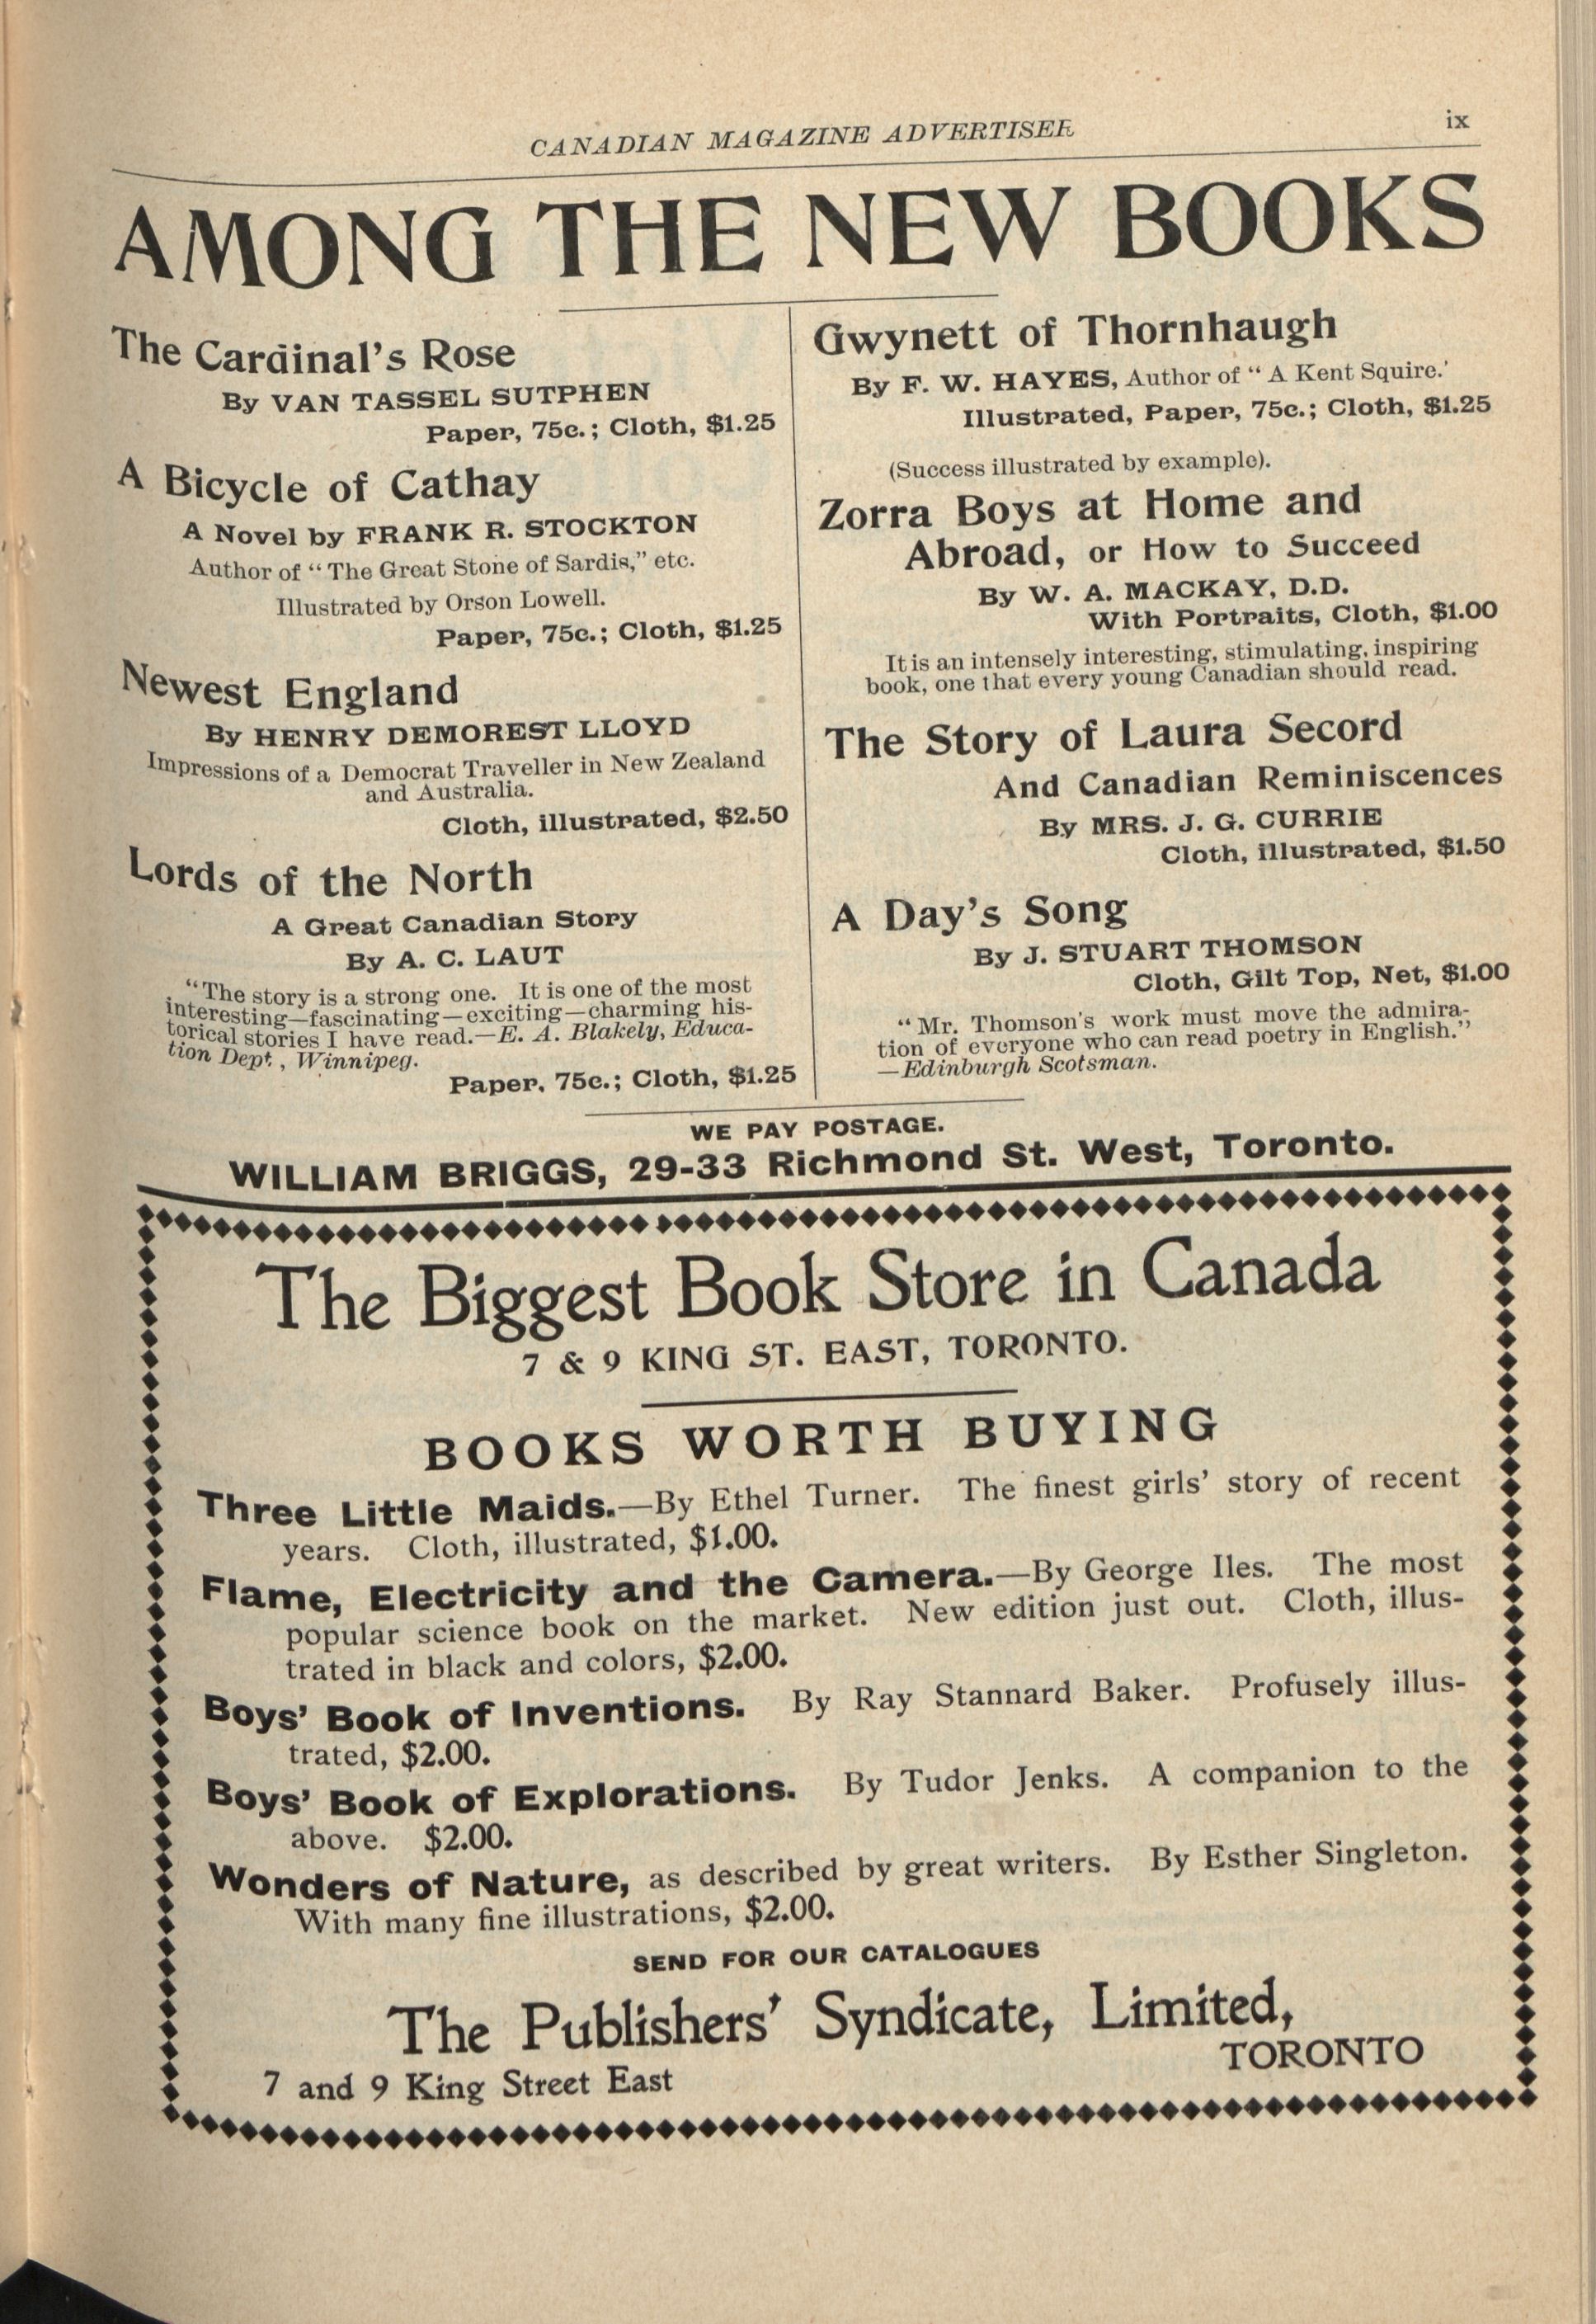 CANADIAN MAGAZINE ADVERTISER
ix
AMONG THE NEW BOOKS
The Cardinal's Rose
By VAN TASSEL SUTPHEN
Paper, 75c.; Cloth, $1.25
A Bicycle of Cathay
A Novel by FRANK R. STOCKTON
Author of "The Great Stone of Sardis," etc.
Illustrated by Orson Lowell.
Paper, 75c.; Cloth, $1.25
Newest England
By HENRY DEMOREST LLOYD
Impressions of a Democrat Traveller in New Zealand
and Australia.
Cloth, illustrated, $2.50
Lords of the North
A Great Canadian Story
By A. C. LAUT
"The story is a strong one. It is one of the most
interesting—fascinating—exciting—charming his-
torical stories I have read.—E. A. Blakely, Educa-
tion Dept., Winnipeg.
Paper, 75c.; Cloth, $1.25
Gwynett of Thornhaugh
By F. W. HAYES, Author of "A Kent Squire.'
Illustrated, Paper, 75c.; Cloth, $1.25
(Success illustrated by example).
Zorra Boys at Home and
Abroad, or How to Succeed
By W. A. MACKAY, D.D.
With Portraits, Cloth, $1.00
It is an intensely interesting, stimulating, inspiring
book, one that every young Canadian should read.
The Story of Laura Secord
And Canadian Reminiscences
By MRS. J. G. CURRIE
Cloth, illustrated, $1.50
A Day's Song
By J. STUART THOMSON
Cloth, Gilt Top, Net, $1.00
"Mr. Thomson's work must move the admira-
tion of everyone who can read poetry in English."
—Edinburgh Scotsman.
WE PAY POSTAGE.
WILLIAM BRIGGS, 29-33 Richmond St. West, Toronto.
The Biggest Book Store in Canada
7 & 9 KING ST. EAST, TORONTO.
BOOKS WORTH BUYING
Three Little Maids.—By Ethel Turner. The finest girls' story of recent
years. Cloth, illustrated, $1.00.
Flame, Electricity and the Camera.—By George Iles. The most
popular science book on the market. New edition just out. Cloth, illus-
trated in black and colors, $2.00.
Boys' Book of Inventions. By Ray Stannard Baker. Profusely illus-
trated, $2.00.
Boys' Book of Explorations. By Tudor Jenks. A companion to the
above. $2.00.
Wonders of Nature, as described by great writers. By Esther Singleton.
With many fine illustrations, $2.00.
SEND FOR OUR CATALOGUES
The Publishers' Syndicate, Limited,
TORONTO
7 and 9 King Street East